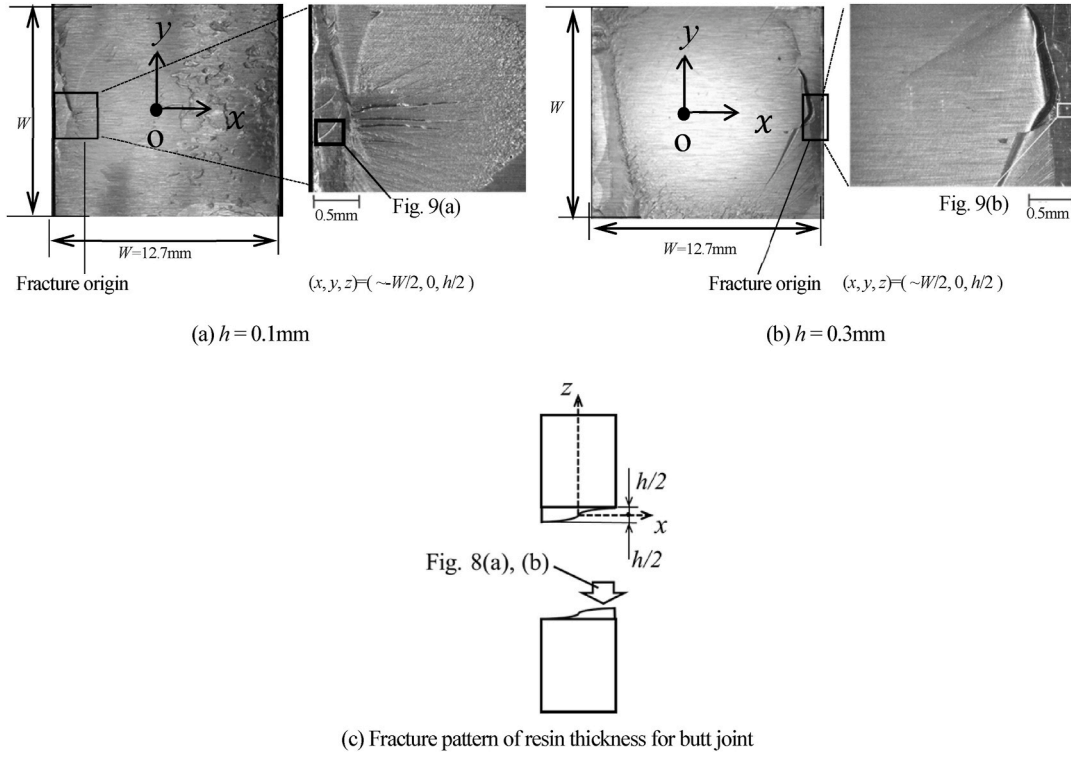 y
W
x
o
Fig. 9(a)
0.5mm
W=12.7mm
Fracture origin
(x, y, z)=( ~-W/2, 0, h/2 )
(a) h = 0.1mm
y
W
x
o
Fig. 9(b)
0.5mm
W=12.7mm
Fracture origin
(x, y, z)=( ~W/2, 0, h/2 )
(b) h = 0.3mm
z
h/2
x
h/2
Fig. 8(a), (b)
(c) Fracture pattern of resin thickness for butt joint